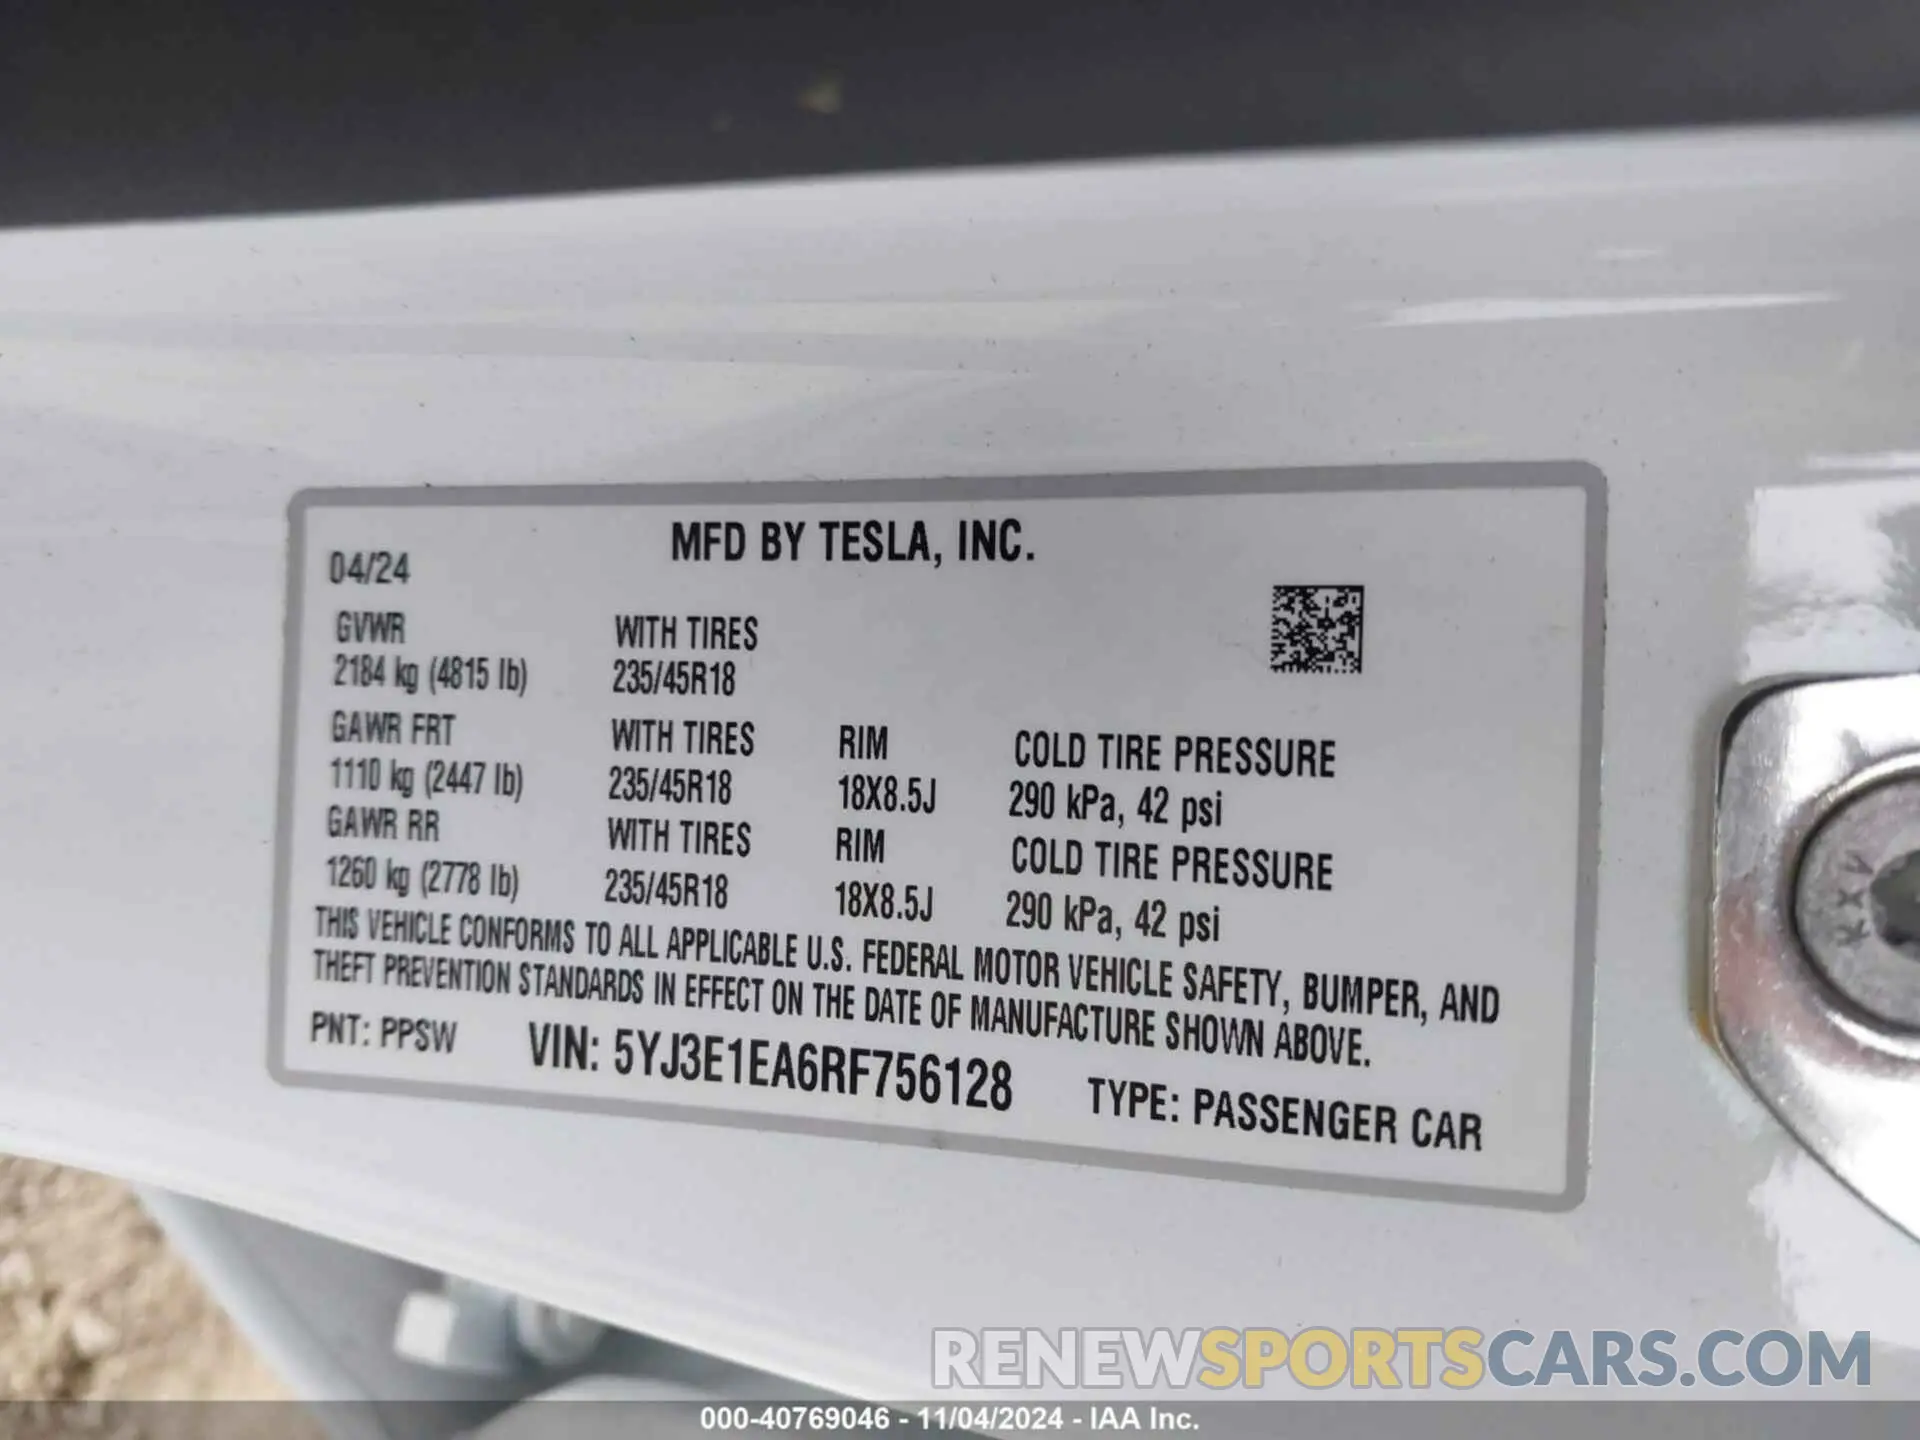 MFD BY TESLA, INC.
04/24
GVWR WITH TIRES
2184 kg (4815 lb) 235/45R18
GAWR FRT WITH TIRES RIM COLD TIRE PRESSURE
1110 kg (2447 lb) 235/45R18 18X8.5J 290 kPa, 42 psi
GAWR RR WITH TIRES RIM COLD TIRE PRESSURE
1260 kg (2778 lb) 235/45R18 18X8.5J 290 kPa, 42 psi
THIS VEHICLE CONFORMS TO ALL APPLICABLE U.S. FEDERAL MOTOR VEHICLE SAFETY, BUMPER, AND
THEFT PREVENTION STANDARDS IN EFFECT ON THE DATE OF MANUFACTURE SHOWN ABOVE.
PNT: PPSW VIN: 5YJ3E1EA6RF756128 TYPE: PASSENGER CAR
RENEWSPORTSCARS.COM
000-40769046 - 11/04/2024 - IAA Inc.